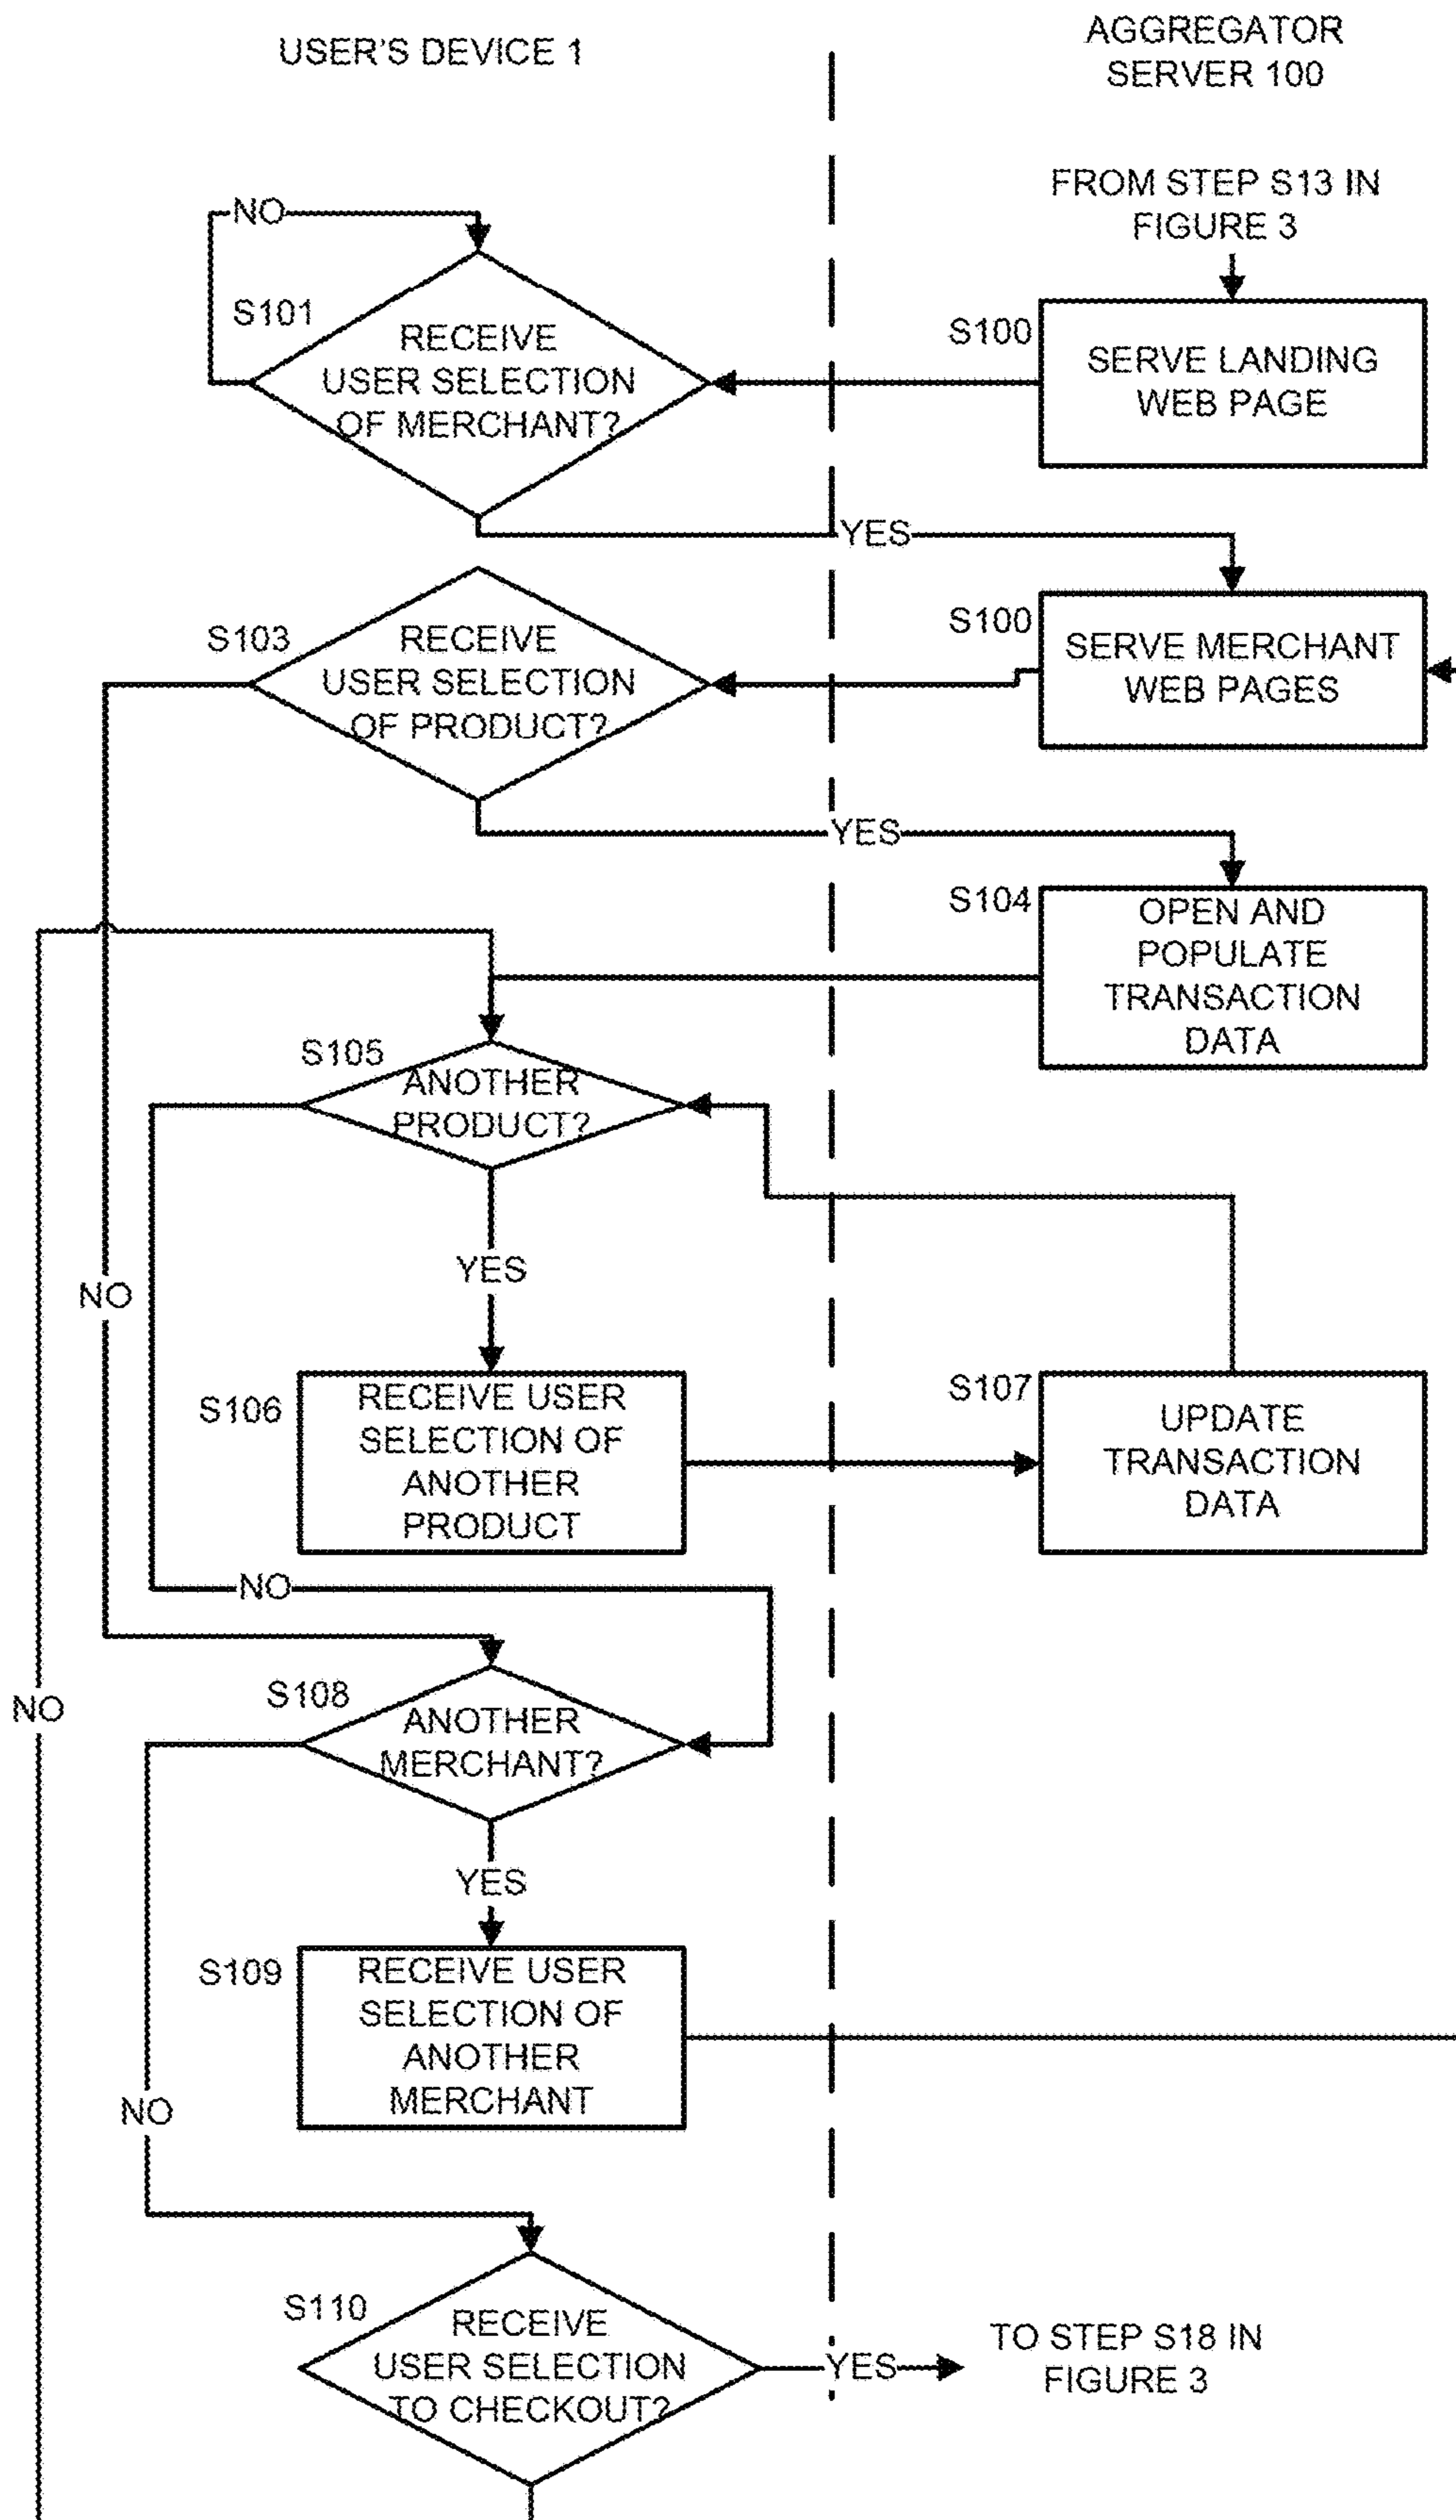 USER'S DEVICE 1
AGGREGATOR
SERVER 100
FROM STEP S13 IN
FIGURE 3
NO
S101
RECEIVE
USER SELECTION
OF MERCHANT?
S100
SERVE LANDING
WEB PAGE
YES
S103
RECEIVE
USER SELECTION
OF PRODUCT?
S100
SERVE MERCHANT
WEB PAGES
YES
S104
OPEN AND
POPULATE
TRANSACTION
DATA
S105
ANOTHER
PRODUCT?
YES
NO
S106
RECEIVE USER
SELECTION OF
ANOTHER
PRODUCT
S107
UPDATE
TRANSACTION
DATA
NO
S108
ANOTHER
MERCHANT?
NO
YES
S109
RECEIVE USER
SELECTION OF
ANOTHER
MERCHANT
NO
S110
RECEIVE
USER SELECTION
TO CHECKOUT?
YES
TO STEP S18 IN
FIGURE 3